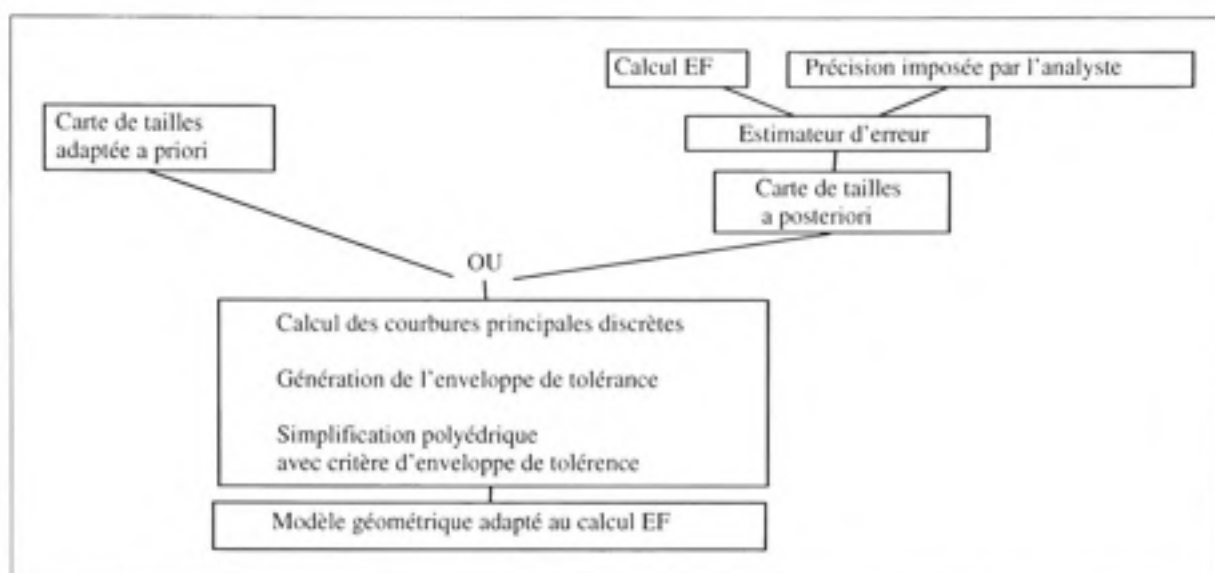 Calcul EF
Précision imposée par l'analyste
Carte de tailles
adaptée a priori
Estimateur d'erreur
Carte de tailles
a posteriori
OU
Calcul des courbures principales discrètes
Génération de l'enveloppe de tolérance
Simplification polyédrique
avec critère d'enveloppe de tolérence
Modèle géométrique adapté au calcul EF